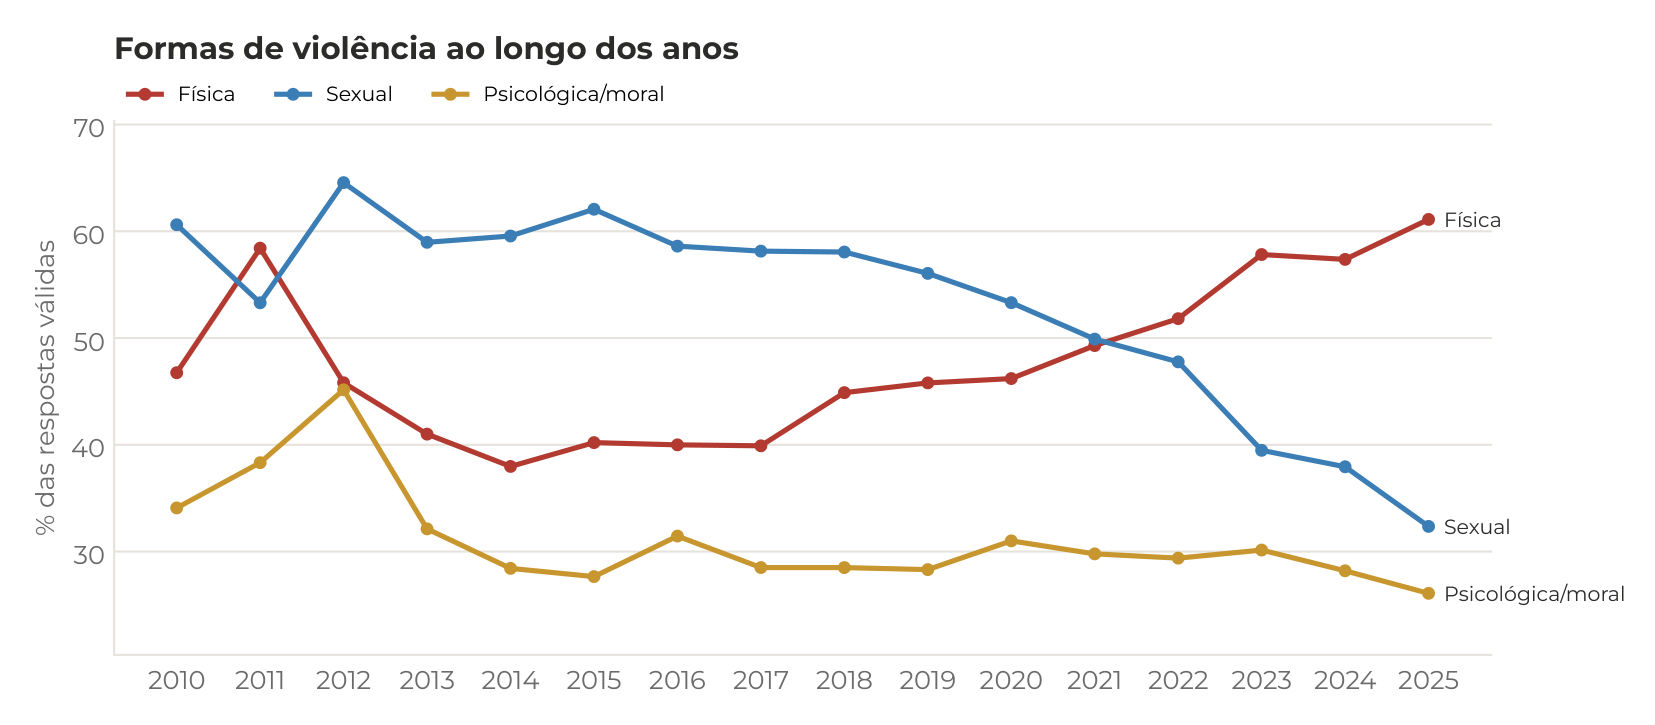 Formas de violência ao longo dos anos
Física Sexual Psicológica/moral
% das respostas válidas
70
60
50
40
30
Física
Sexual
Psicológica/moral
2010 2011 2012 2013 2014 2015 2016 2017 2018 2019 2020 2021 2022 2023 2024 2025